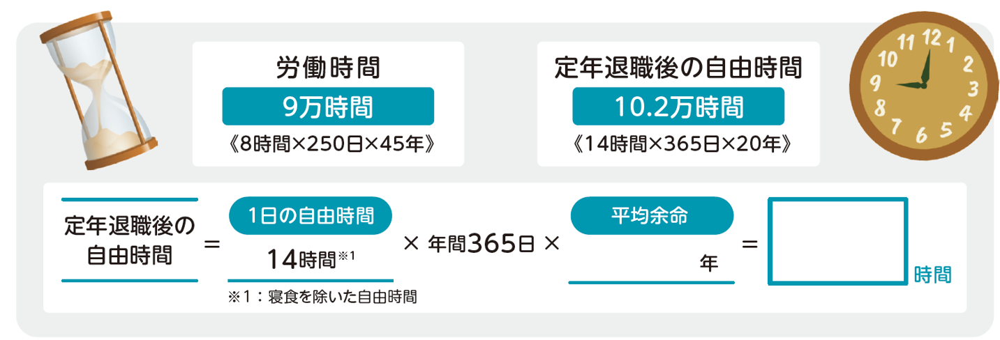 労働時間
9万時間
《8時間×250日×45年》
定年退職後の自由時間
10.2万時間
《14時間×365日×20年》
12
1
2
3
4
5
6
7
8
9
10
11
定年退職後の
自由時間
=
1日の自由時間
14時間※1
× 年間365日 ×
平均余命
年
=
時間
※1：寝食を除いた自由時間